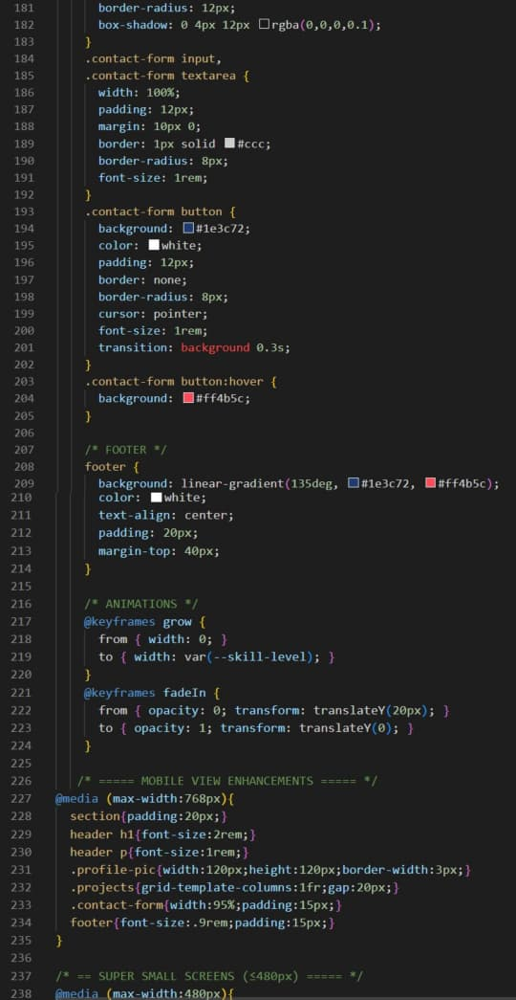 181 border-radius: 12px;
182 box-shadow: 0 4px 12px rgba(0,0,0,0.1);
183 }
184 .contact-form input,
185 .contact-form textarea {
186 width: 100%;
187 padding: 12px;
188 margin: 10px 0;
189 border: 1px solid #ccc;
190 border-radius: 8px;
191 font-size: 1rem;
192 }
193 .contact-form button {
194 background: #1e3c72;
195 color: white;
196 padding: 12px;
197 border: none;
198 border-radius: 8px;
199 cursor: pointer;
200 font-size: 1rem;
201 transition: background 0.3s;
202 }
203 .contact-form button:hover {
204 background: #ff4b5c;
205 }
206
207 /* FOOTER */
208 footer {
209 background: linear-gradient(135deg, #1e3c72, #ff4b5c);
210 color: white;
211 text-align: center;
212 padding: 20px;
213 margin-top: 40px;
214 }
215
216 /* ANIMATIONS */
217 @keyframes grow {
218 from { width: 0; }
219 to { width: var(--skill-level); }
220 }
221 @keyframes fadeIn {
222 from { opacity: 0; transform: translateY(20px); }
223 to { opacity: 1; transform: translateY(0); }
224 }
225
226 /* ===== MOBILE VIEW ENHANCEMENTS ===== */
227 @media (max-width:768px){
228 section{padding:20px;}
229 header h1{font-size:2rem;}
230 header p{font-size:1rem;}
231 .profile-pic{width:120px;height:120px;border-width:3px;}
232 .projects{grid-template-columns:1fr;gap:20px;}
233 .contact-form{width:95%;padding:15px;}
234 footer{font-size:.9rem;padding:15px;}
235 }
236
237 /* == SUPER SMALL SCREENS (≤480px) ===== */
238 @media (max-width:480px){